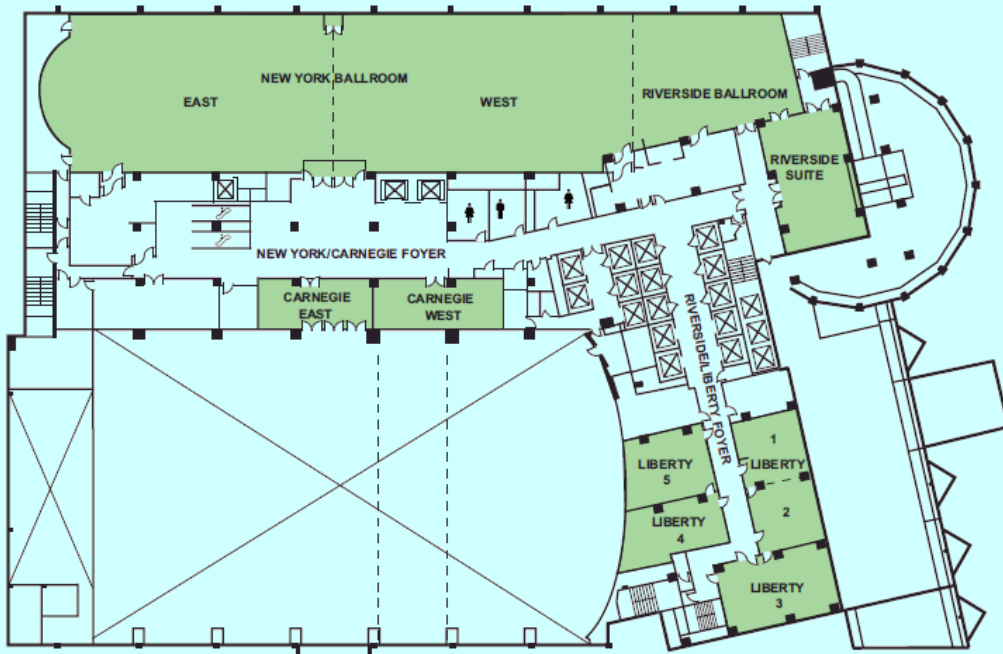 NEW YORK BALLROOM
EAST
WEST
RIVERSIDE BALLROOM
RIVERSIDE
SUITE
NEW YORK/CARNEGIE FOYER
CARNEGIE
EAST
CARNEGIE
WEST
RIVERSIDE/LIBERTY FOYER
1
LIBERTY
2
LIBERTY
5
LIBERTY
4
LIBERTY
3